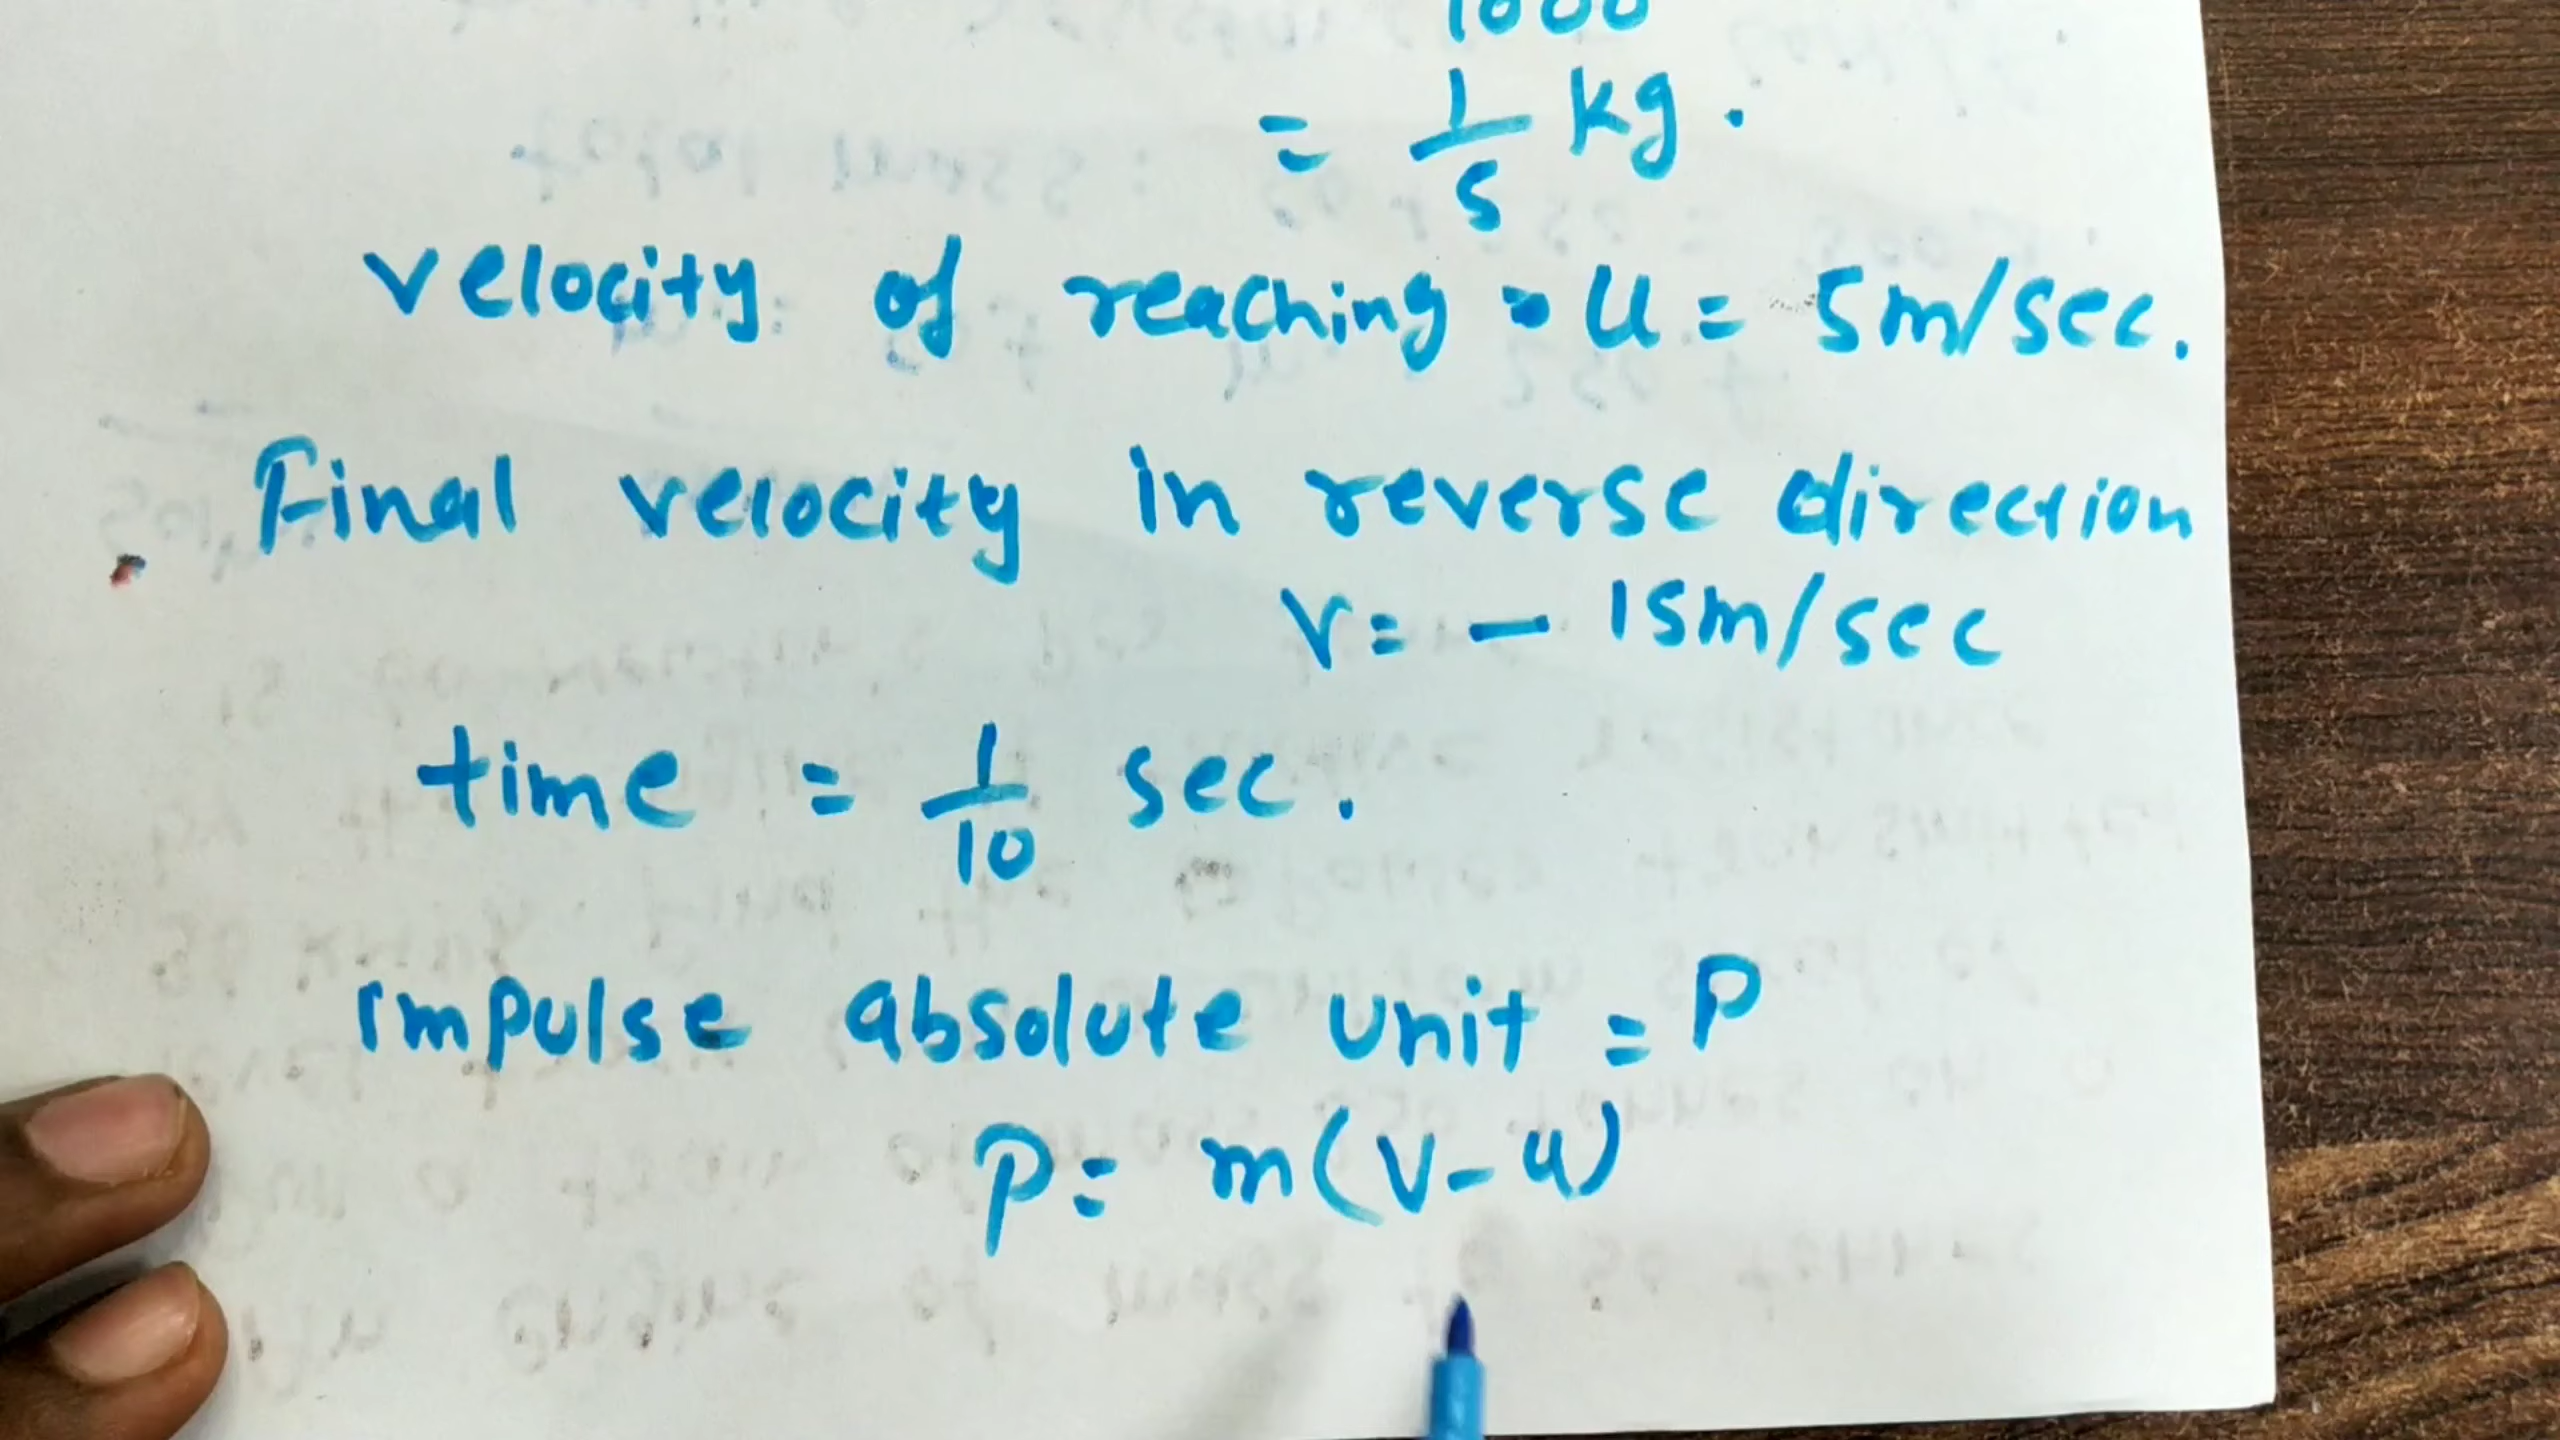 1000
= 1/5 kg.
velocity of reaching = u = 5m/sec.
Final velocity in reverse direction
v = - 15m/sec
time = 1/10 sec.
impulse absolute unit = P
P = m(v-u)